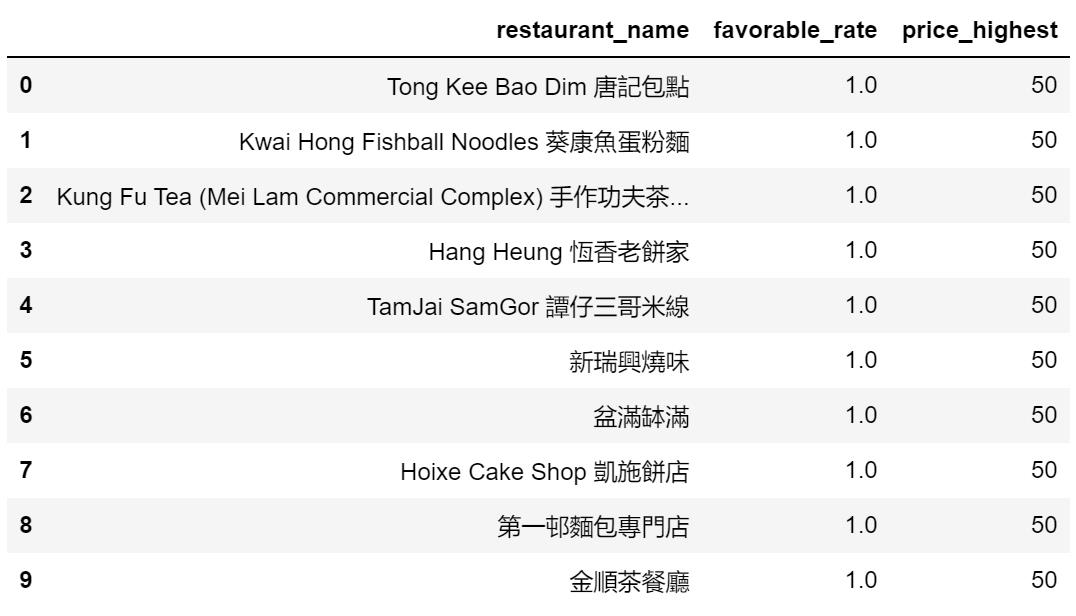 restaurant_name favorable_rate price_highest
0 Tong Kee Bao Dim 唐記包點 1.0 50
1 Kwai Hong Fishball Noodles 葵康魚蛋粉麵 1.0 50
2 Kung Fu Tea (Mei Lam Commercial Complex) 手作功夫茶... 1.0 50
3 Hang Heung 恆香老餅家 1.0 50
4 TamJai SamGor 譚仔三哥米線 1.0 50
5 新瑞興燒味 1.0 50
6 盆滿缽滿 1.0 50
7 Hoixe Cake Shop 凱施餅店 1.0 50
8 第一邨麵包專門店 1.0 50
9 金順茶餐廳 1.0 50